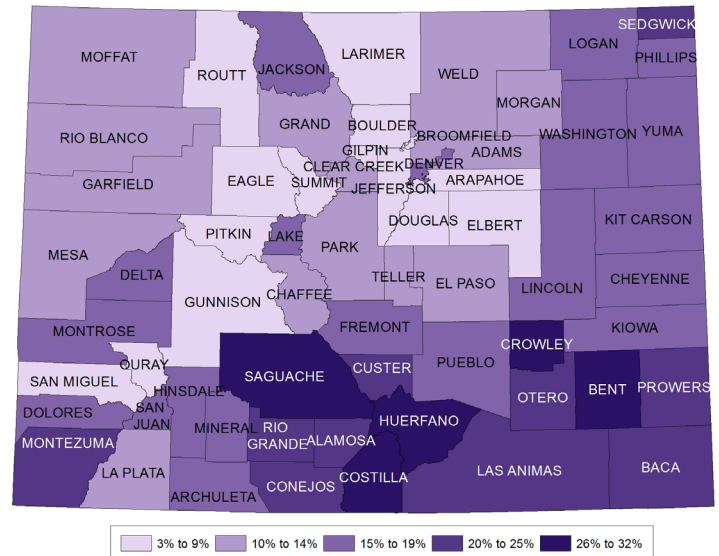 SEDGWICK
LARIMER
LOGAN
MOFFAT
PHILLIPS
JACKSON
ROUTT
WELD
MORGAN
GRAND
BOULDER
RIO BLANCO
BROOMFIELD
WASHINGTON
YUMA
GILPIN
ADAMS
CLEAR CREEK
DENVER
GARFIELD
EAGLE
SUMMIT
JEFFERSON
ARAPAHOE
DOUGLAS
ELBERT
KIT CARSON
PITKIN
LAKE
PARK
MESA
DELTA
TELLER
EL PASO
LINCOLN
CHEYENNE
CHAFFEE
GUNNISON
FREMONT
KIOWA
MONTROSE
CROWLEY
OURAY
PUEBLO
CUSTER
SAGUACHE
SAN MIGUEL
HINSDALE
BENT
PROWERS
OTERO
DOLORES
SAN
JUAN
HUERFANO
MINERAL
RIO
GRANDE
ALAMOSA
MONTEZUMA
LA PLATA
COSTILLA
LAS ANIMAS
BACA
CONEJOS
ARCHULETA
3% to 9%
10% to 14%
15% to 19%
20% to 25%
26% to 32%